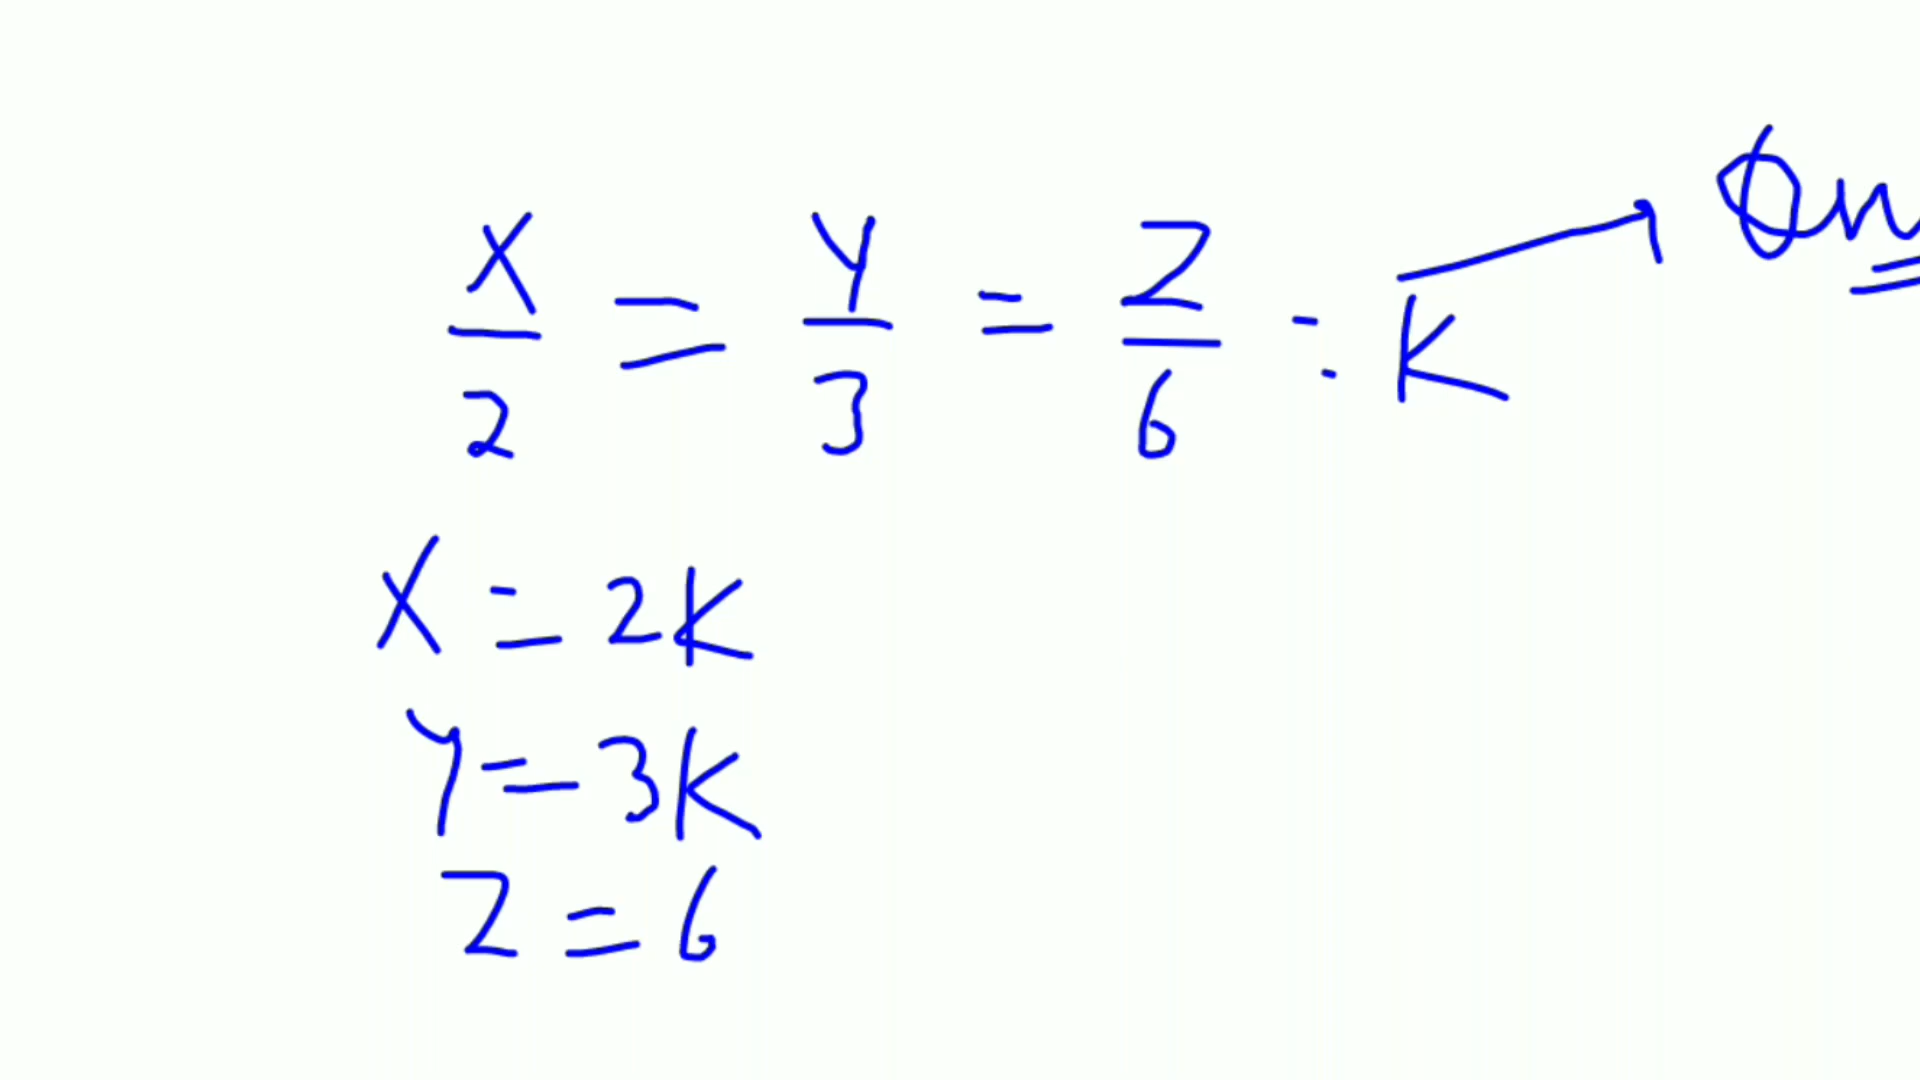 X/2 = Y/3 = Z/6 = K
X = 2K
Y = 3K
Z = 6